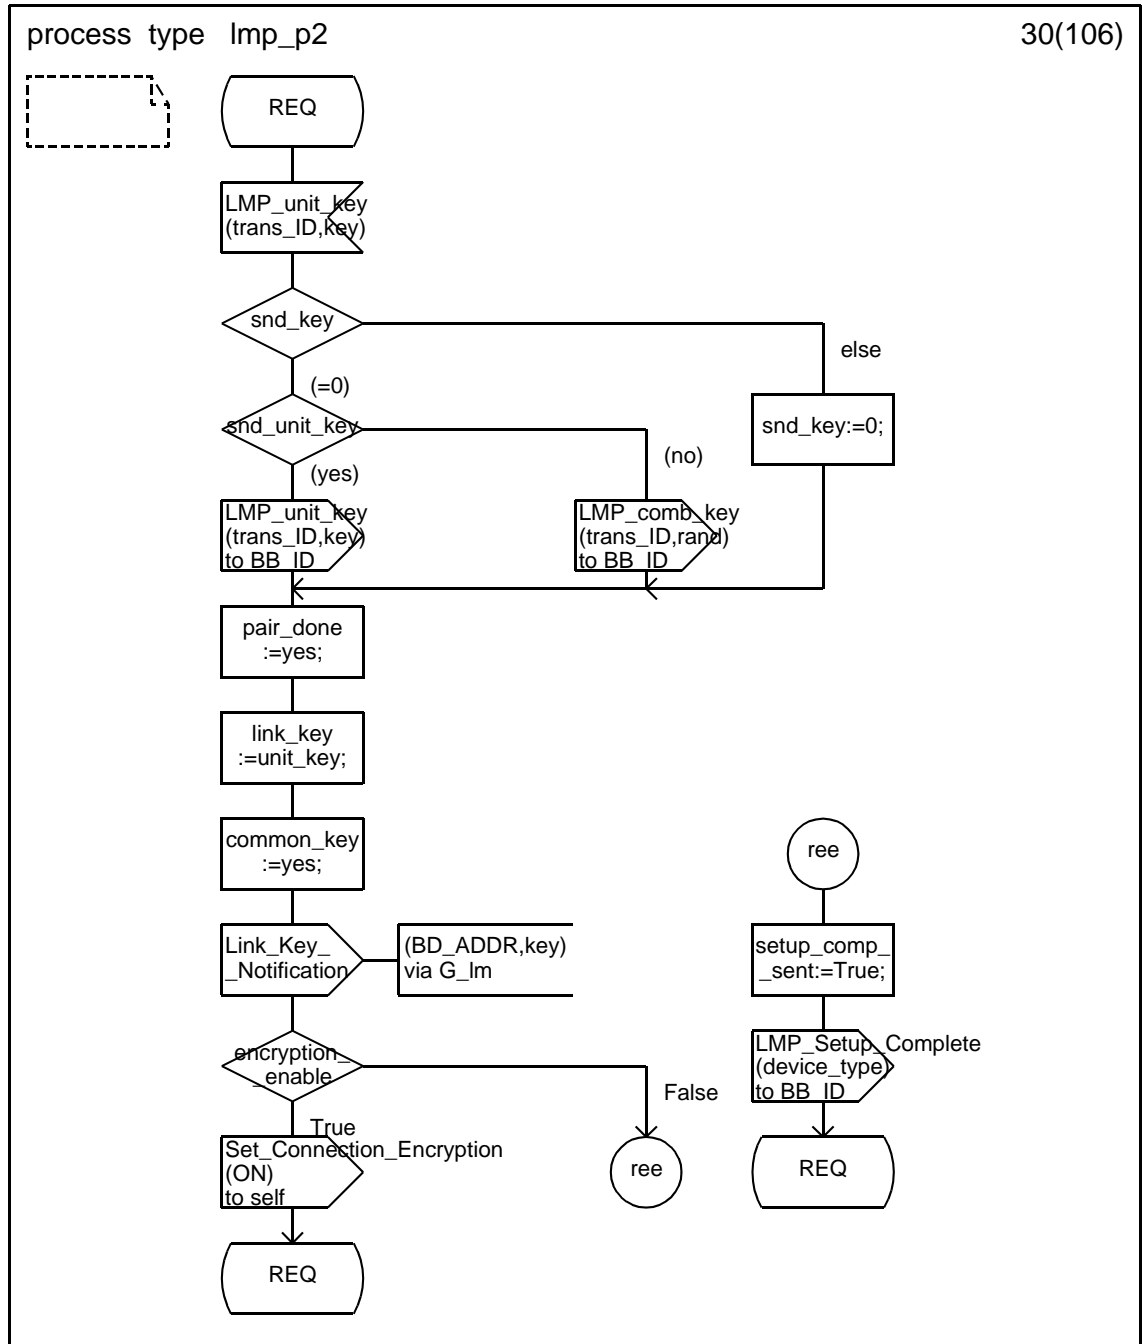 process type lmp_p2
30(106)
REQ
LMP_unit_key
(trans_ID,key)
snd_key
else
(=0)
snd_unit_key
snd_key:=0;
(no)
(yes)
LMP_unit_key
(trans_ID,key)
to BB_ID
LMP_comb_key
(trans_ID,rand)
to BB_ID
pair_done
:=yes;
link_key
:=unit_key;
common_key
:=yes;
ree
Link_Key_
_Notification
(BD_ADDR,key)
via G_lm
setup_comp_
_sent:=True;
encryption_
_enable
LMP_Setup_Complete
(device_type)
to BB_ID
False
True
Set_Connection_Encryption
(ON)
to self
ree
REQ
REQ